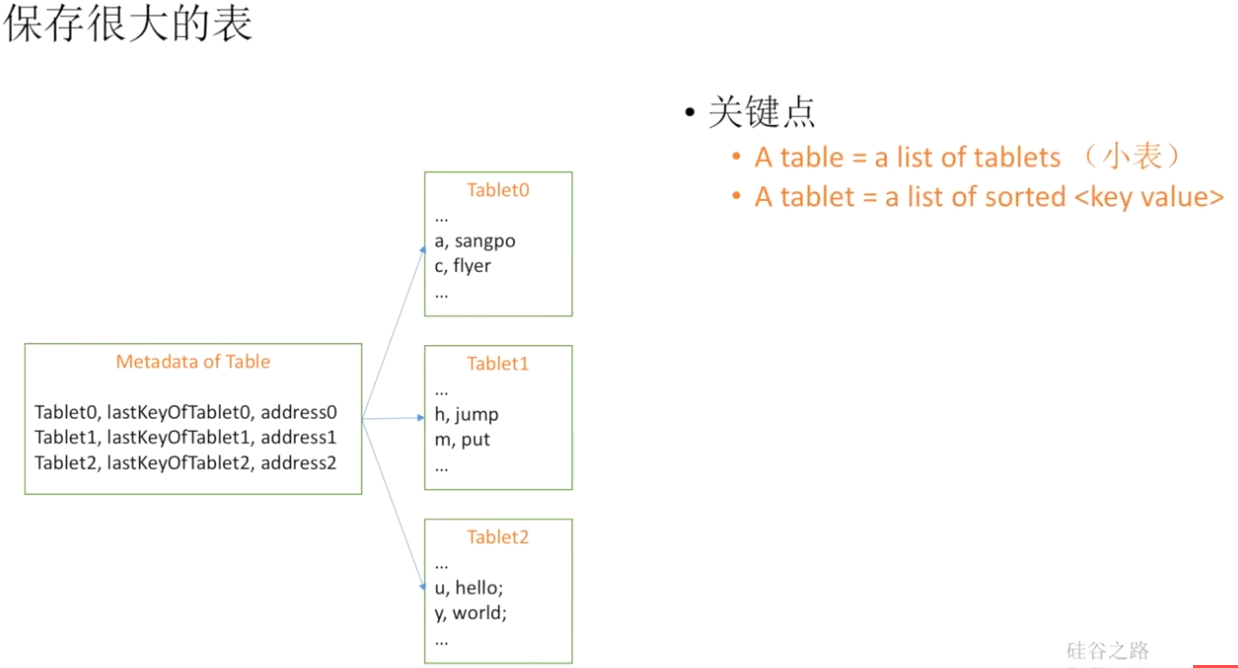 保存很大的表
• 关键点
• A table = a list of tablets （小表）
• A tablet = a list of sorted <key value>
Tablet0
...
a, sangpo
c, flyer
...
Metadata of Table
Tablet0, lastKeyOfTablet0, address0
Tablet1, lastKeyOfTablet1, address1
Tablet2, lastKeyOfTablet2, address2
Tablet1
...
h, jump
m, put
...
Tablet2
...
u, hello;
y, world;
...
硅谷之路